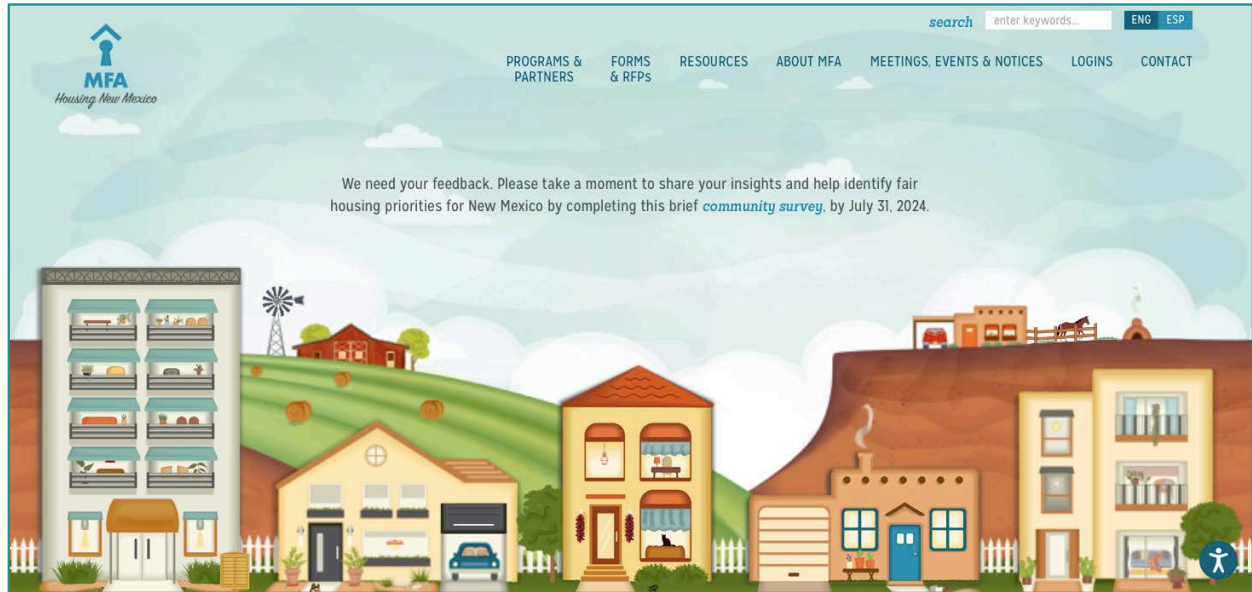 search
enter keywords...
ENG ESP
MFA
Housing New Mexico
PROGRAMS &
PARTNERS
FORMS
& RFPs
RESOURCES
ABOUT MFA
MEETINGS, EVENTS & NOTICES
LOGINS
CONTACT
We need your feedback. Please take a moment to share your insights and help identify fair
housing priorities for New Mexico by completing this brief community survey, by July 31, 2024.